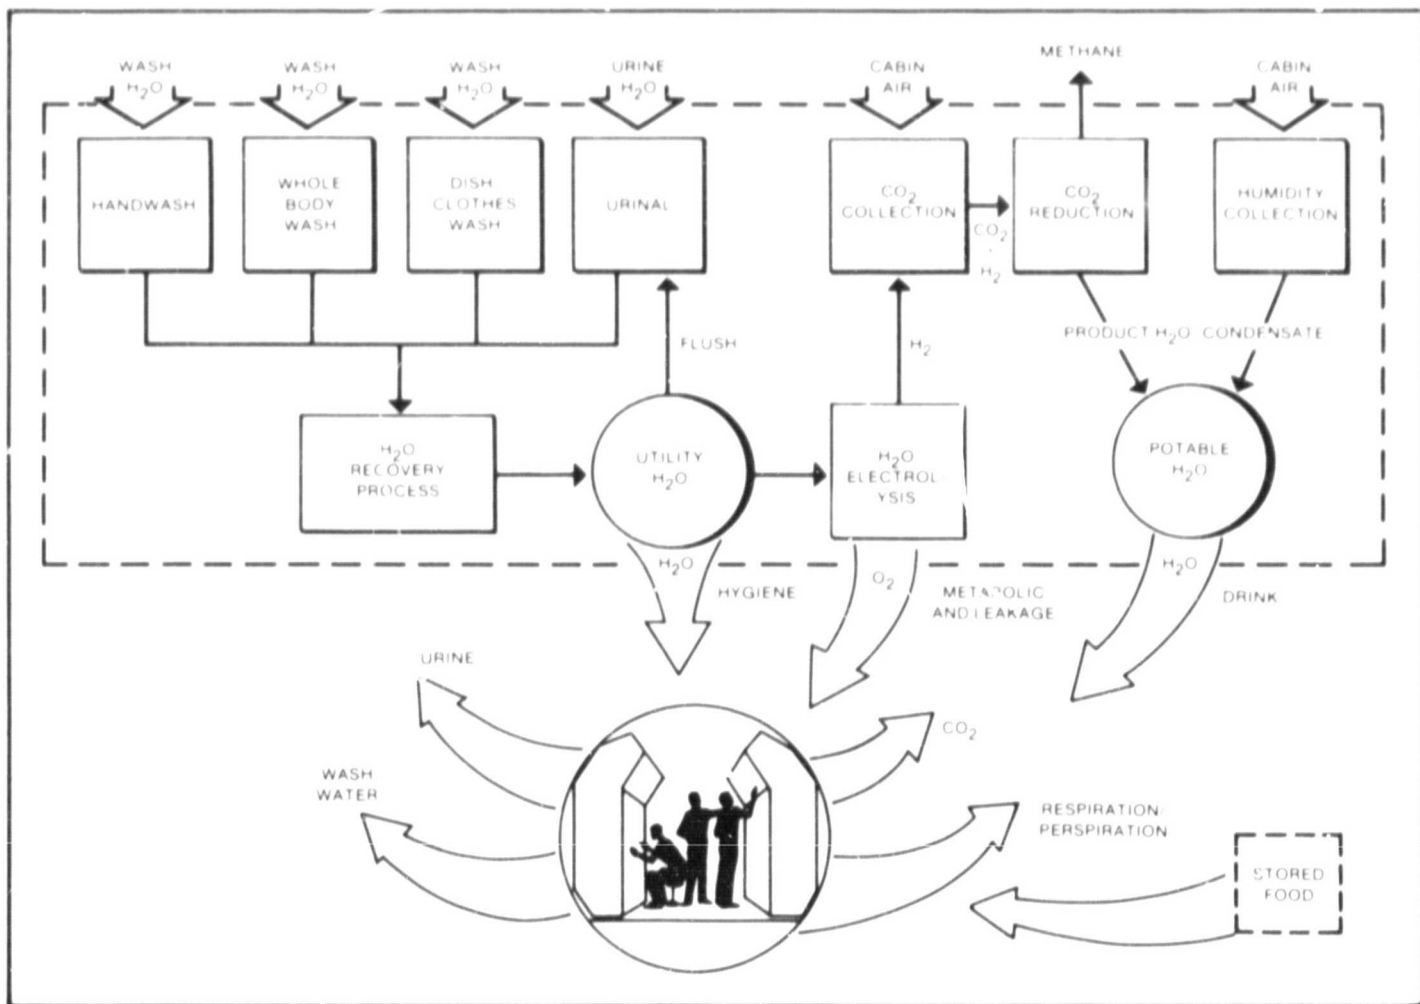 WASH
H₂O
WASH
H₂O
WASH
H₂O
URINE
H₂O
CABIN
AIR
METHANE
CABIN
AIR
HANDWASH
WHOLE
BODY
WASH
DISH
CLOTHES
WASH
URINAL
CO₂
COLLECTION
CO₂
H₂
CO₂
REDUCTION
HUMIDITY
COLLECTION
FLUSH
H₂
PRODUCT H₂O
CONDENSATE
H₂O
RECOVERY
PROCESS
UTILITY
H₂O
H₂O
ELECTROL
YSIS
POTABLE
H₂O
H₂O
HYGIENE
O₂
METABOLIC
AND LEAKAGE
H₂O
DRINK
URINE
CO₂
WASH
WATER
RESPIRATION
PERSPIRATION
STORED
FOOD